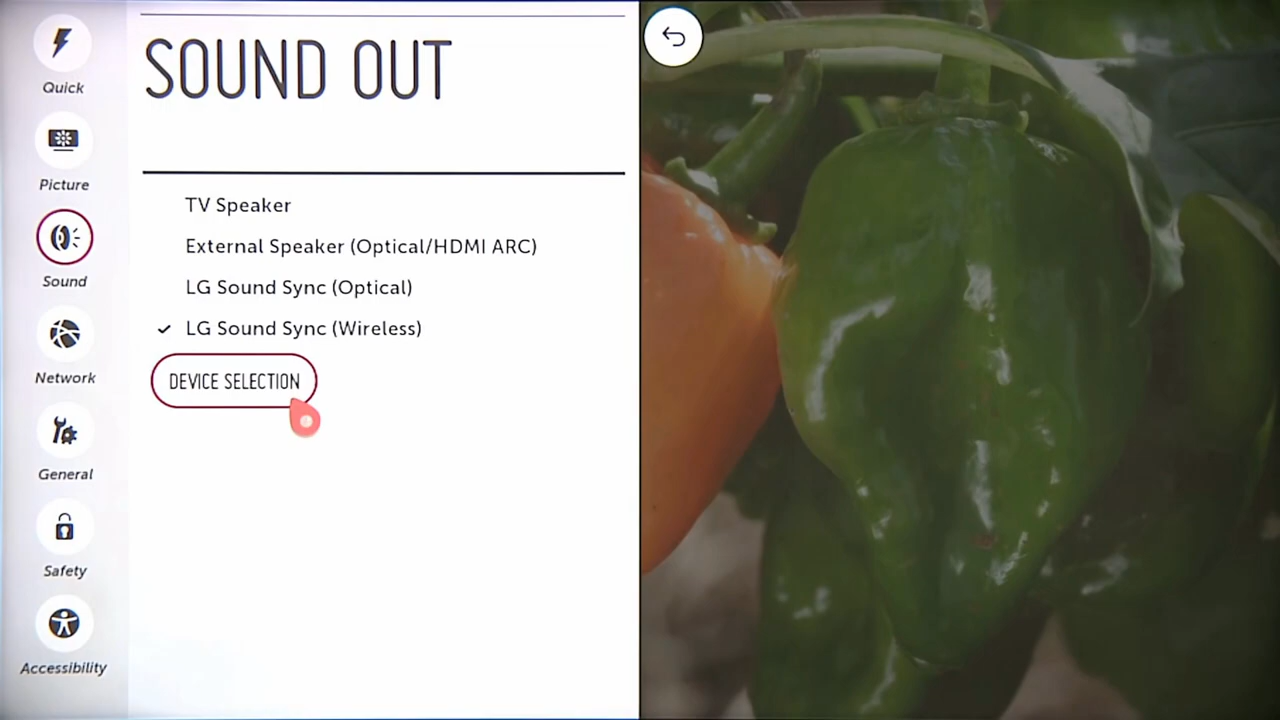 Quick
Picture
Sound
Network
General
Safety
Accessibility
SOUND OUT
TV Speaker
External Speaker (Optical/HDMI ARC)
LG Sound Sync (Optical)
LG Sound Sync (Wireless)
DEVICE SELECTION